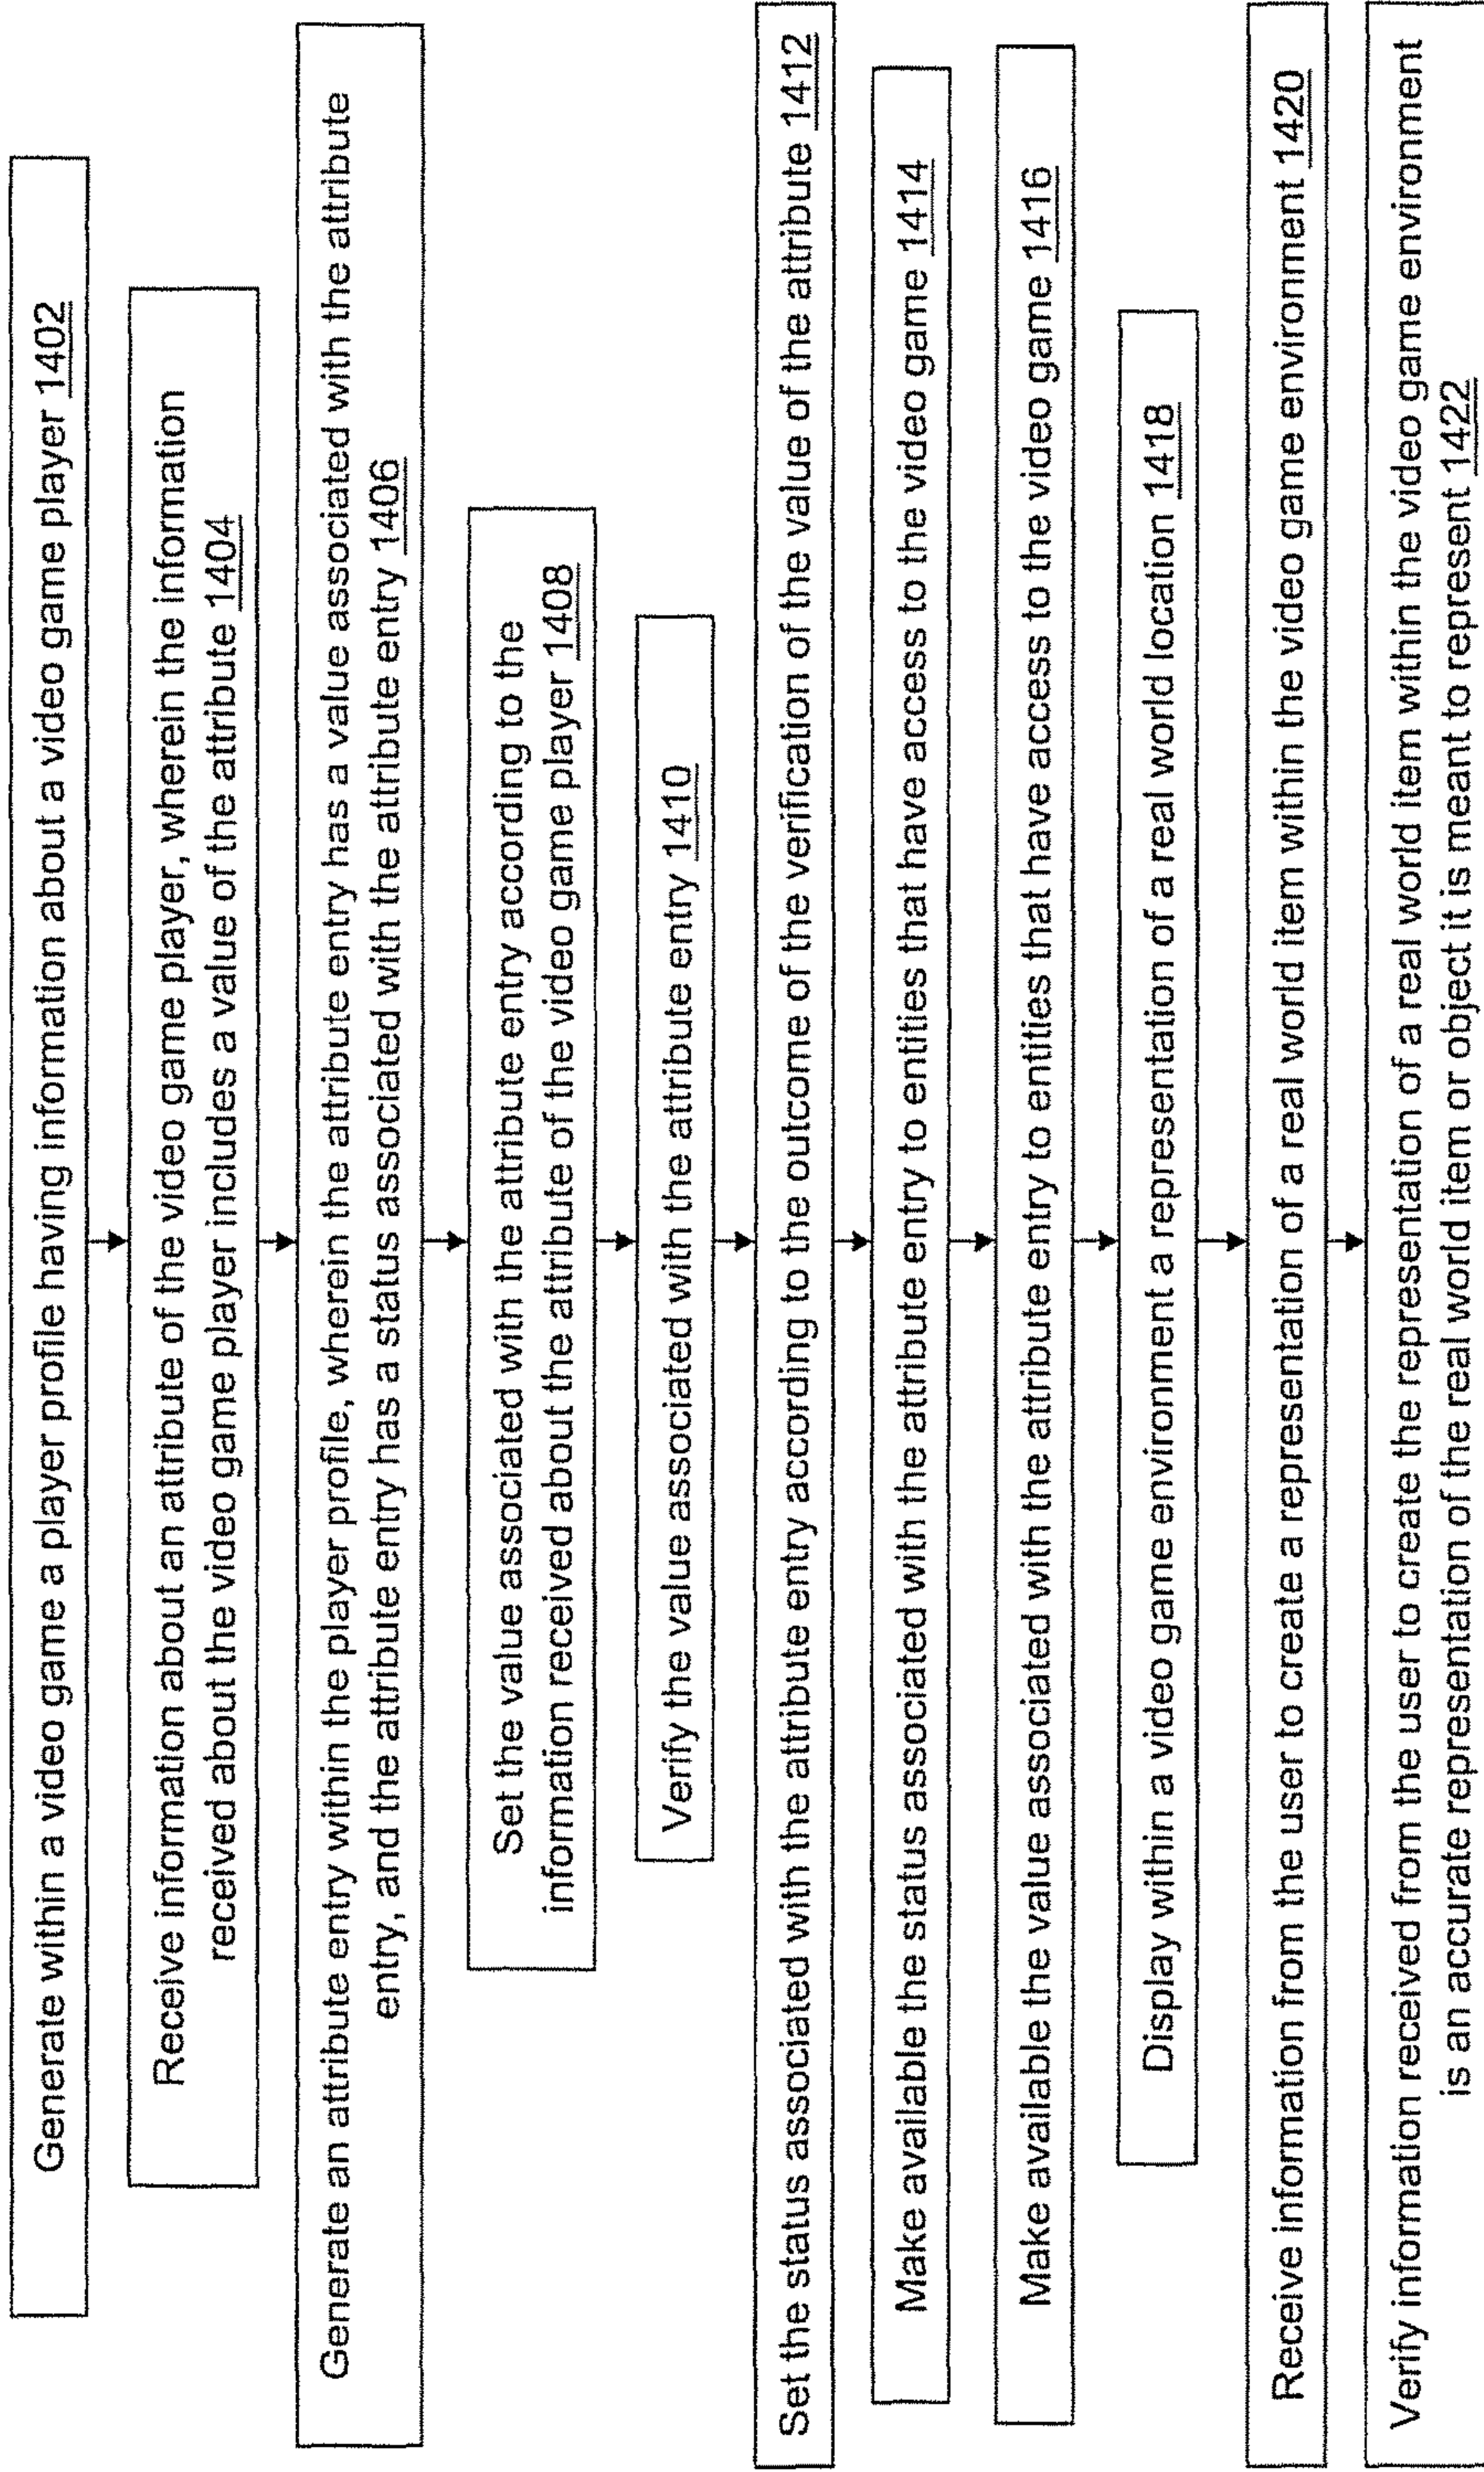 Generate within a video game a player profile having information about a video game player 1402
Receive information about an attribute of the video game player, wherein the information
received about the video game player includes a value of the attribute 1404
Generate an attribute entry within the player profile, wherein the attribute entry has a value associated with the attribute
entry, and the attribute entry has a status associated with the attribute entry 1406
Set the value associated with the attribute entry according to the
information received about the attribute of the video game player 1408
Verify the value associated with the attribute entry 1410
Set the status associated with the attribute entry according to the outcome of the verification of the value of the attribute 1412
Make available the status associated with the attribute entry to entities that have access to the video game 1414
Make available the value associated with the attribute entry to entities that have access to the video game 1416
Display within a video game environment a representation of a real world location 1418
Receive information from the user to create a representation of a real world item within the video game environment 1420
Verify information received from the user to create the representation of a real world item within the video game environment
is an accurate representation of the real world item or object it is meant to represent 1422